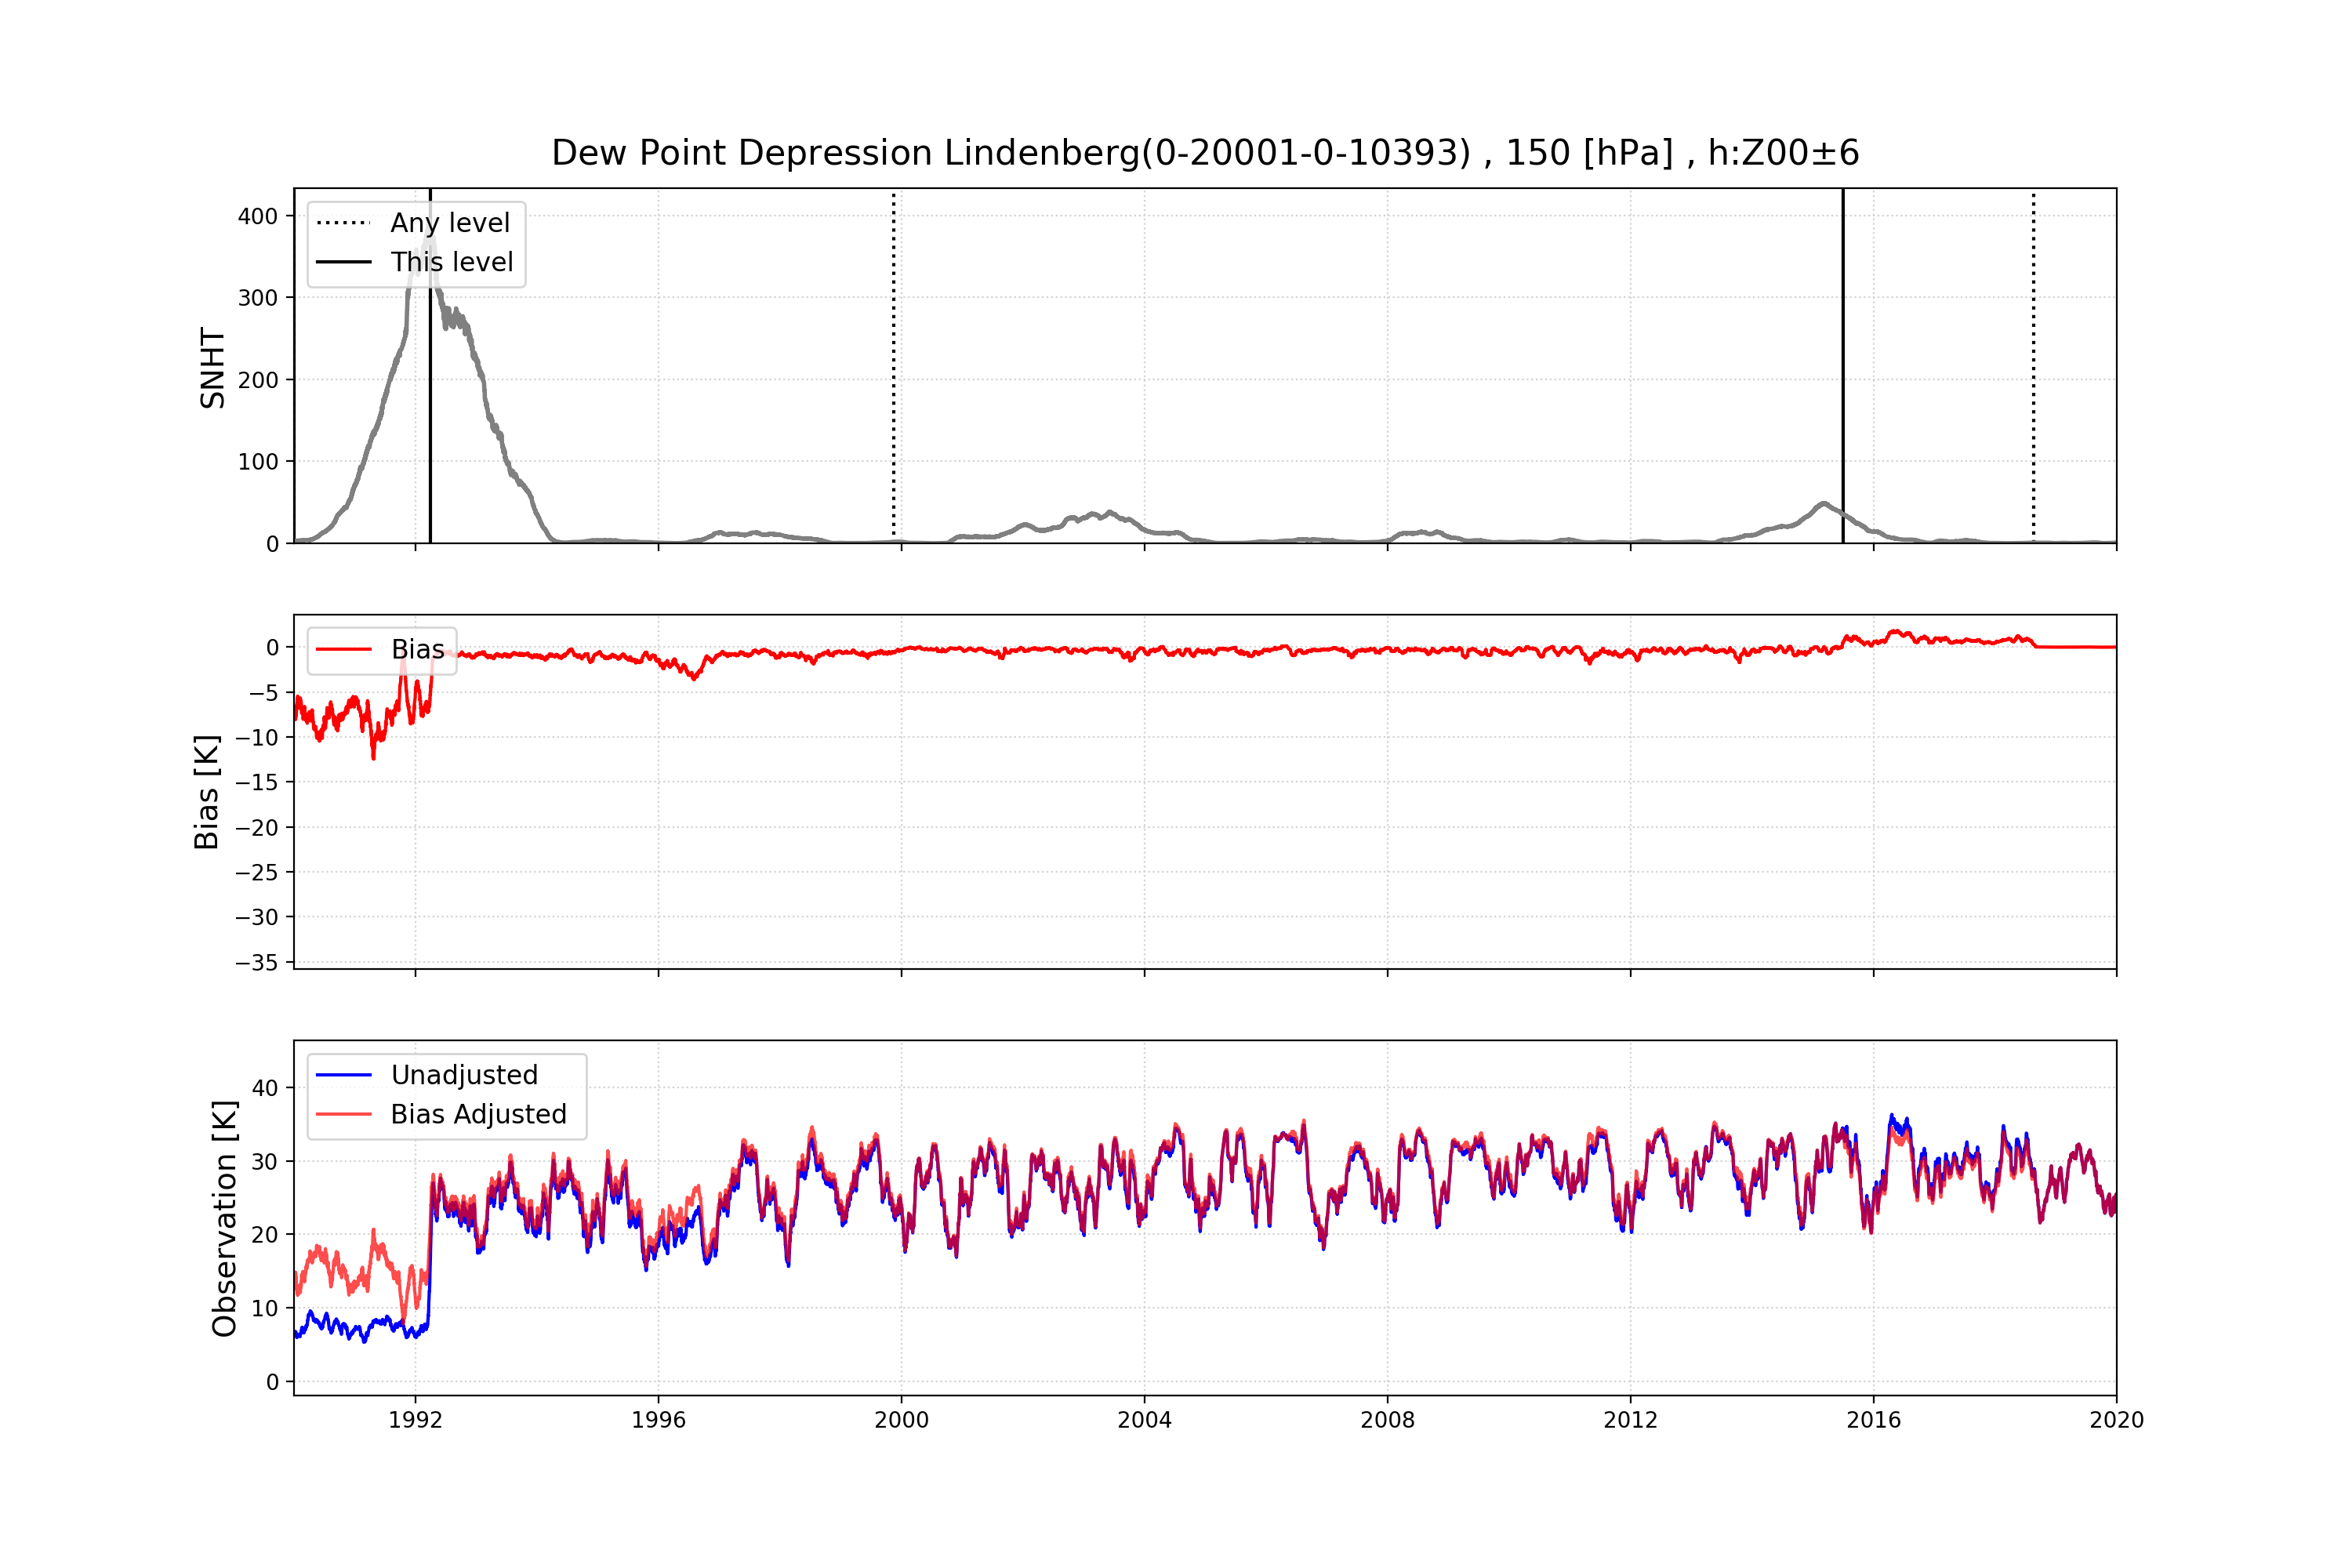 Dew Point Depression Lindenberg(0-20001-0-10393) , 150 [hPa] , h:Z00±6
SNHT
400
300
200
100
0
Any level
This level
Bias [K]
0
−5
−10
−15
−20
−25
−30
−35
Bias
Observation [K]
40
30
20
10
0
Unadjusted
Bias Adjusted
1992 1996 2000 2004 2008 2012 2016 2020